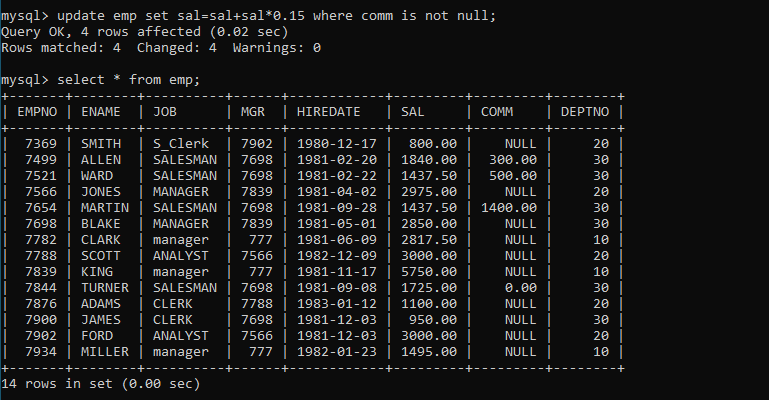 mysql> update emp set sal=sal+sal*0.15 where comm is not null;
Query OK, 4 rows affected (0.02 sec)
Rows matched: 4  Changed: 4  Warnings: 0

mysql> select * from emp;
+-------+--------+----------+------+------------+---------+---------+--------+
| EMPNO | ENAME  | JOB      | MGR  | HIREDATE   | SAL     | COMM    | DEPTNO |
+-------+--------+----------+------+------------+---------+---------+--------+
|  7369 | SMITH  | S_Clerk  | 7902 | 1980-12-17 |  800.00 |    NULL |     20 |
|  7499 | ALLEN  | SALESMAN | 7698 | 1981-02-20 | 1840.00 |  300.00 |     30 |
|  7521 | WARD   | SALESMAN | 7698 | 1981-02-22 | 1437.50 |  500.00 |     30 |
|  7566 | JONES  | MANAGER  | 7839 | 1981-04-02 | 2975.00 |    NULL |     20 |
|  7654 | MARTIN | SALESMAN | 7698 | 1981-09-28 | 1437.50 | 1400.00 |     30 |
|  7698 | BLAKE  | MANAGER  | 7839 | 1981-05-01 | 2850.00 |    NULL |     30 |
|  7782 | CLARK  | manager  |  777 | 1981-06-09 | 2817.50 |    NULL |     10 |
|  7788 | SCOTT  | ANALYST  | 7566 | 1982-12-09 | 3000.00 |    NULL |     20 |
|  7839 | KING   | manager  |  777 | 1981-11-17 | 5750.00 |    NULL |     10 |
|  7844 | TURNER | SALESMAN | 7698 | 1981-09-08 | 1725.00 |    0.00 |     30 |
|  7876 | ADAMS  | CLERK    | 7788 | 1983-01-12 | 1100.00 |    NULL |     20 |
|  7900 | JAMES  | CLERK    | 7698 | 1981-12-03 |  950.00 |    NULL |     30 |
|  7902 | FORD   | ANALYST  | 7566 | 1981-12-03 | 3000.00 |    NULL |     20 |
|  7934 | MILLER | manager  |  777 | 1982-01-23 | 1495.00 |    NULL |     10 |
+-------+--------+----------+------+------------+---------+---------+--------+
14 rows in set (0.00 sec)